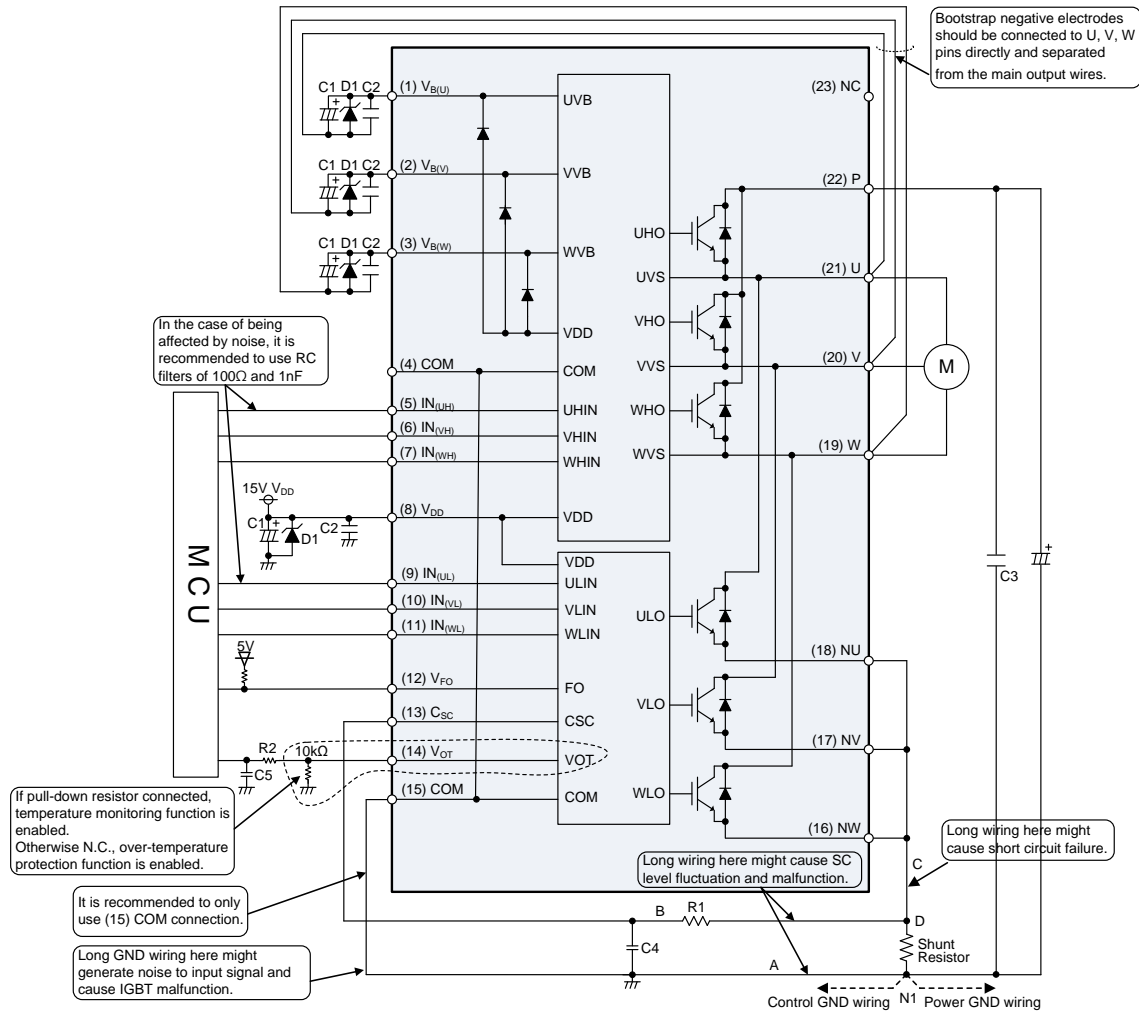 Bootstrap negative electrodes
should be connected to U, V, W
pins directly and separated
from the main output wires.
C1 D1 C2
+
(1) VB(U)
UVB
(23) NC
C1 D1 C2
+
(2) VB(V)
VVB
(22) P
+
UHO
C1 D1 C2
+
(3) VB(W)
WVB
UVS
(21) U
In the case of being
affected by noise, it is
recommended to use RC
filters of 100Ω and 1nF
VHO
VDD
(4) COM
COM
VVS
(20) V
M
(5) IN(UH)
UHIN
WHO
(6) IN(VH)
VHIN
(7) IN(WH)
WHIN
WVS
(19) W
MCU
15V VDD
C1
+
D1
C2
(8) VDD
VDD
VDD
C3
(9) IN(UL)
ULIN
(10) IN(VL)
VLIN
ULO
(11) IN(WL)
WLIN
5V
(18) NU
(12) VFO
FO
VLO
(13) CSC
CSC
(17) NV
R2
10kΩ
C5
(14) VOT
VOT
(15) COM
COM
WLO
(16) NW
If pull-down resistor connected,
temperature monitoring function is
enabled.
Otherwise N.C., over-temperature
protection function is enabled.
Long wiring here might cause SC
level fluctuation and malfunction.
C
Long wiring here might
cause short circuit failure.
It is recommended to only
use (15) COM connection.
B
R1
D
Long GND wiring here might
generate noise to input signal and
cause IGBT malfunction.
C4
Shunt
Resistor
A
Control GND wiring
N1
Power GND wiring